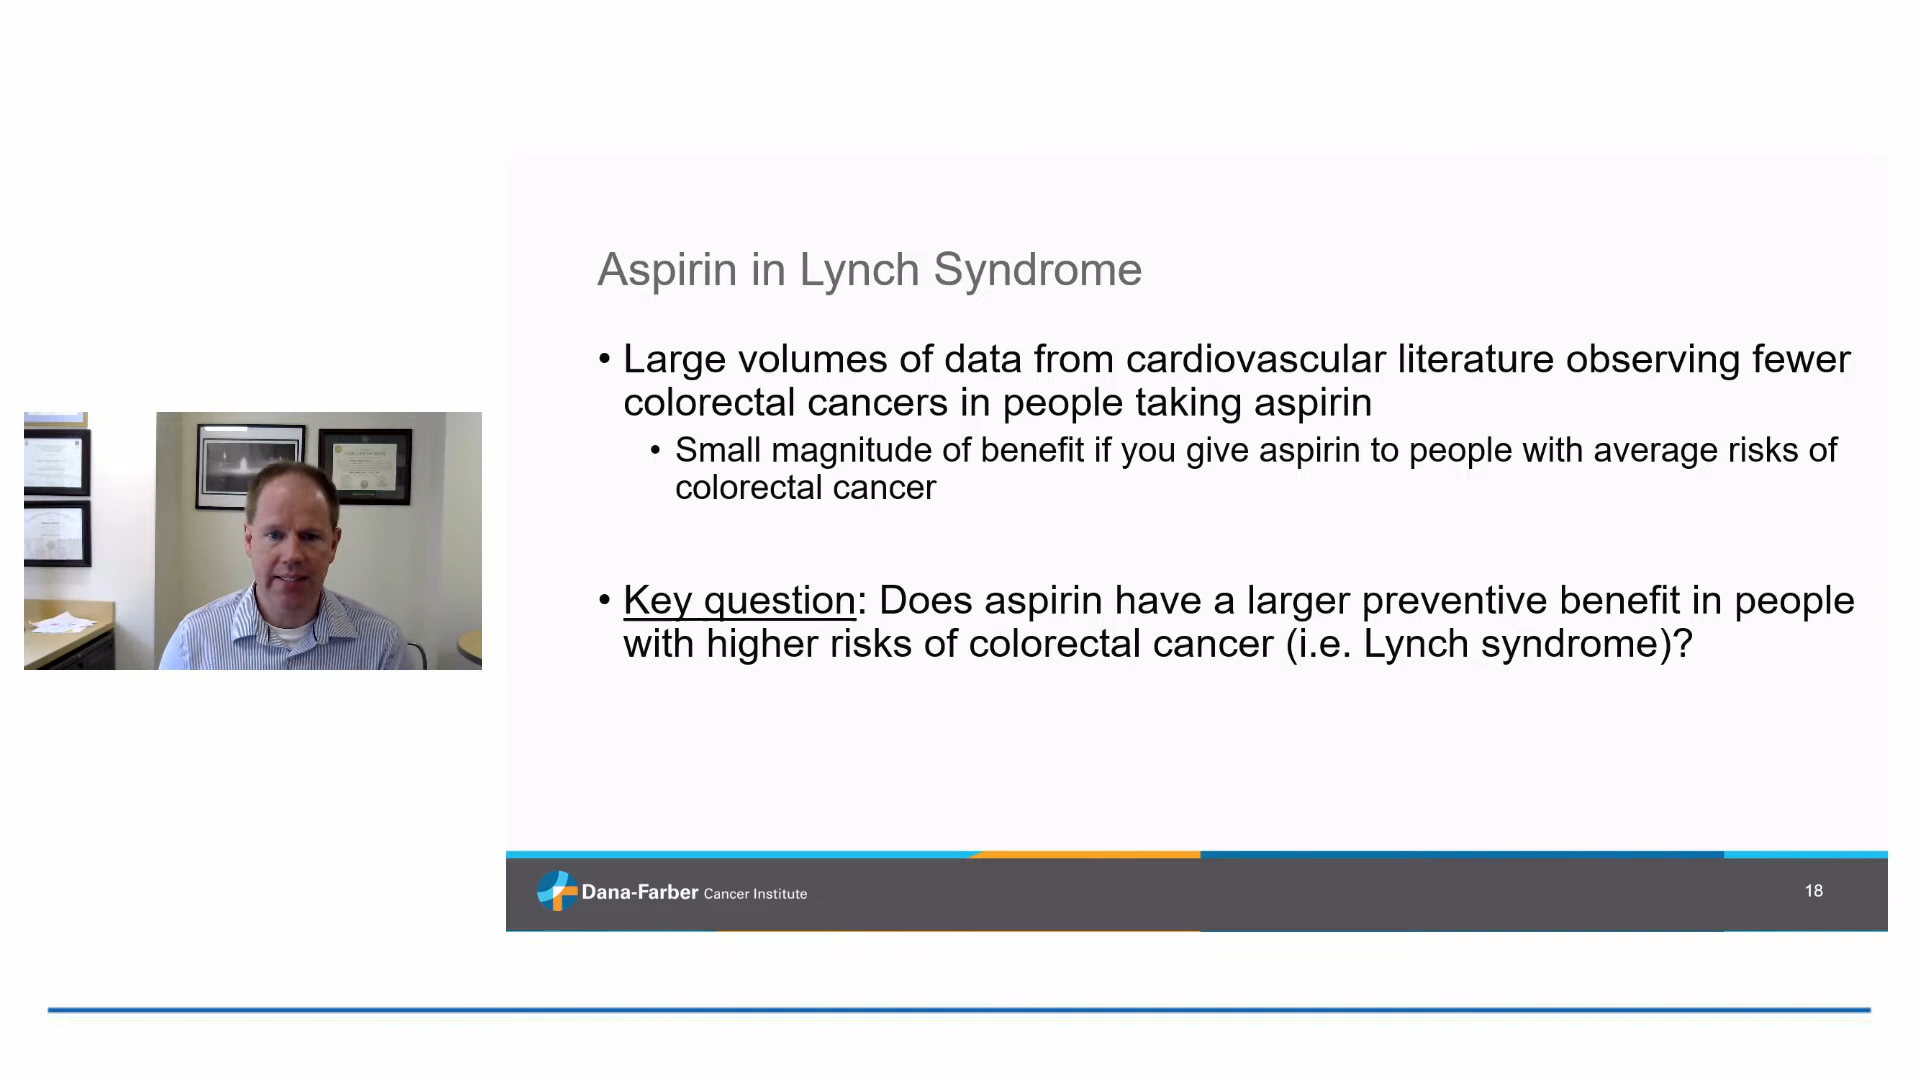 Aspirin in Lynch Syndrome
• Large volumes of data from cardiovascular literature observing fewer
colorectal cancers in people taking aspirin
• Small magnitude of benefit if you give aspirin to people with average risks of
colorectal cancer
• Key question: Does aspirin have a larger preventive benefit in people
with higher risks of colorectal cancer (i.e. Lynch syndrome)?
Dana-Farber Cancer Institute
18